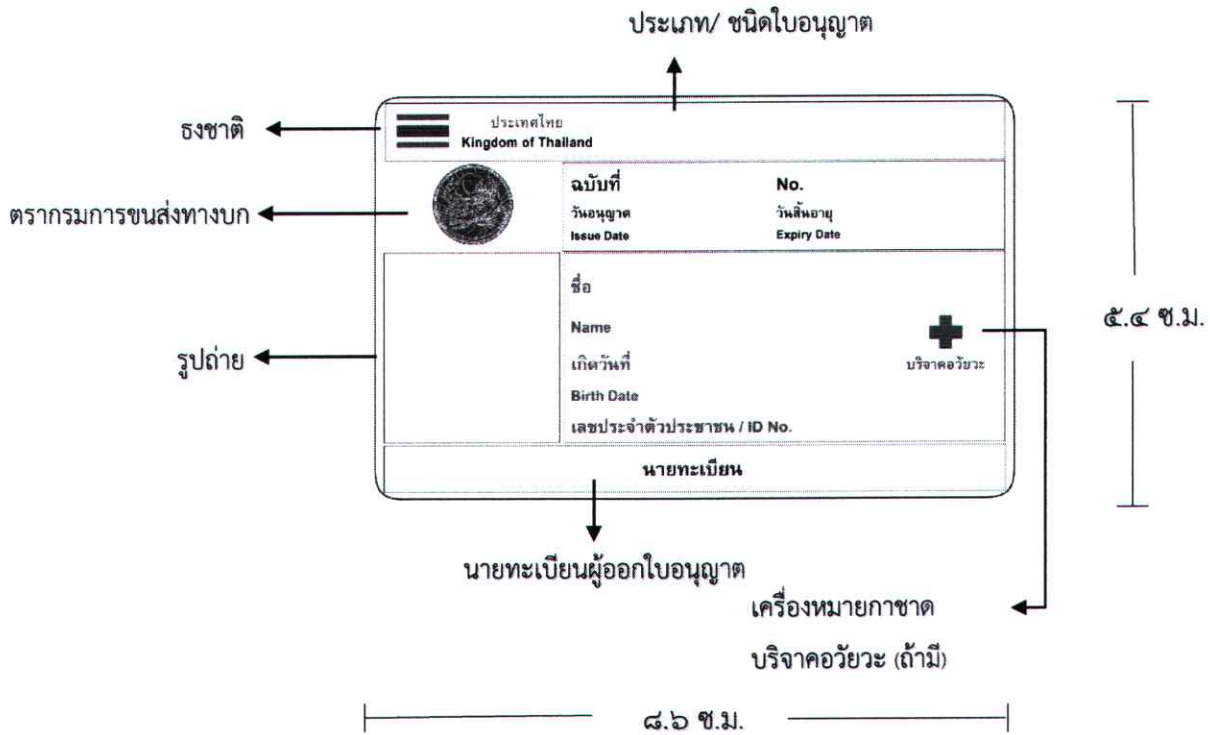 ประเภท/ ชนิดใบอนุญาต
ธงชาติ
ประเทศไทย
Kingdom of Thailand
ตรากรมการขนส่งทางบก
ฉบับที่ No.
วันอนุญาต วันสิ้นอายุ
Issue Date Expiry Date
รูปถ่าย
ชื่อ
Name
เกิดวันที่
Birth Date
เลขประจำตัวประชาชน / ID No.
บริจาคอวัยวะ
๕.๔ ซ.ม.
นายทะเบียน
นายทะเบียนผู้ออกใบอนุญาต
เครื่องหมายกาชาด
บริจาคอวัยวะ (ถ้ามี)
๘.๖ ซ.ม.